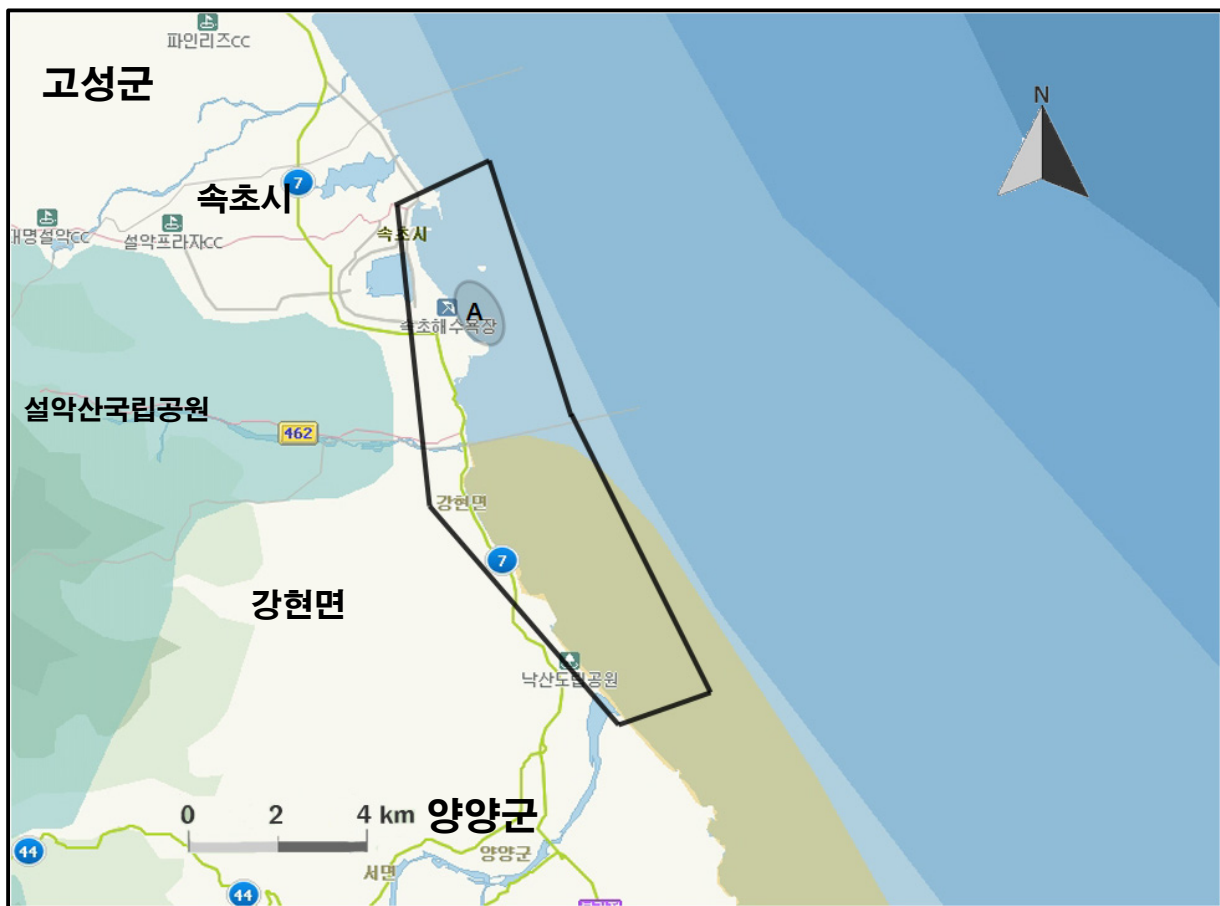 파인리즈CC
고성군
N
7
속초시
대명설악CC
설악프라자CC
속초시
A
속초해수욕장
설악산국립공원
462
강현면
7
강현면
낙산도립공원
0 2 4 km
양양군
44
양양군
서면
44